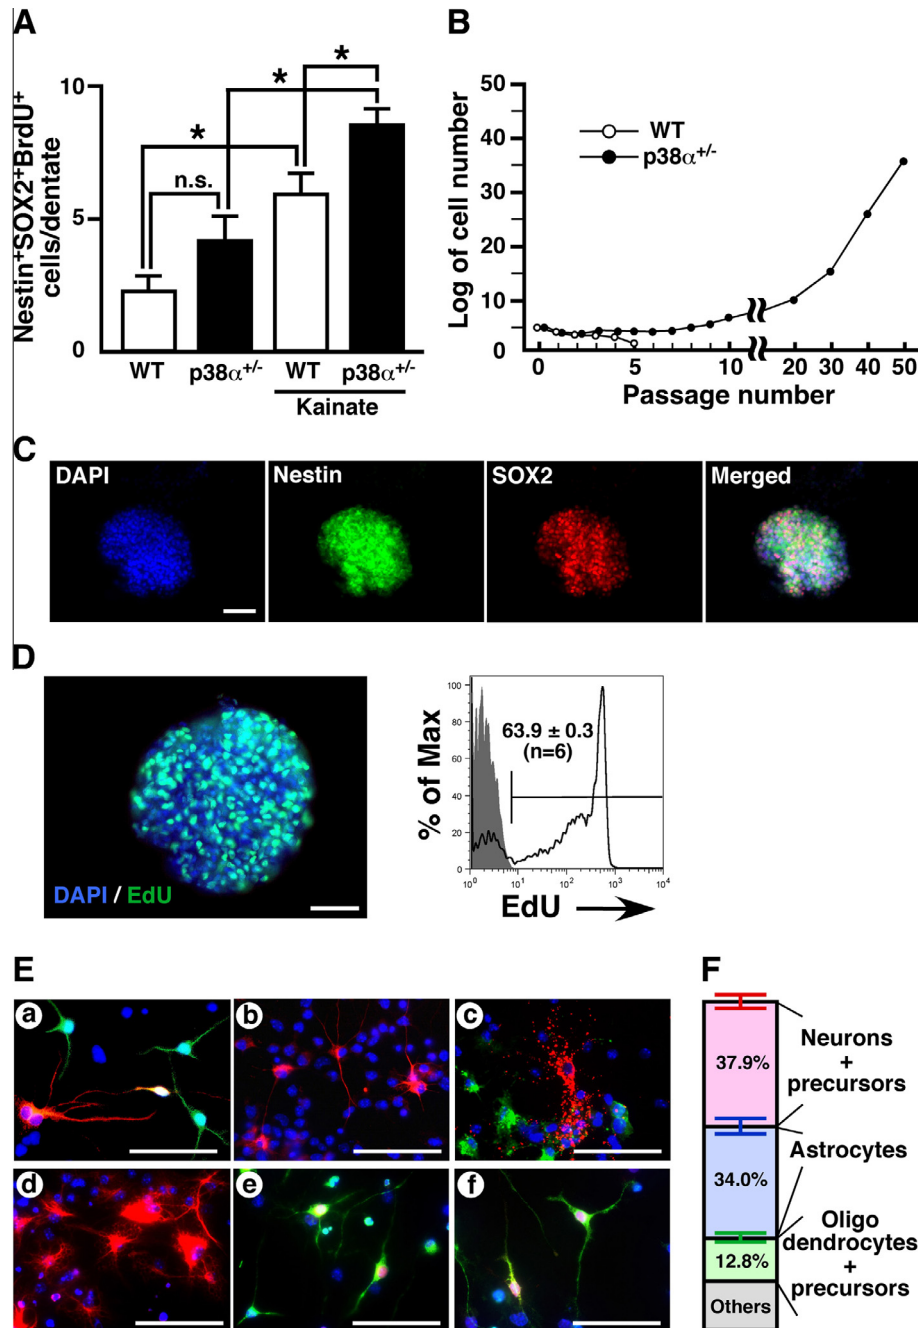 A
Nestin⁺SOX2⁺BrdU⁺
cells/dentate
10
5
0
*
*
*
n.s.
WT
p38α⁺/⁻
WT
p38α⁺/⁻
Kainate
B
Log of cell number
50
40
30
20
10
0
WT
p38α⁺/⁻
0
5
10
20
30
40
50
Passage number
C
DAPI
Nestin
SOX2
Merged
D
DAPI / EdU
% of Max
100
80
60
40
20
0
63.9 ± 0.3
(n=6)
10⁰
10¹
10²
10³
10⁴
EdU
E
a
b
c
d
e
f
F
37.9%
34.0%
12.8%
Others
Neurons
+
precursors
Astrocytes
Oligo
dendrocytes
+
precursors